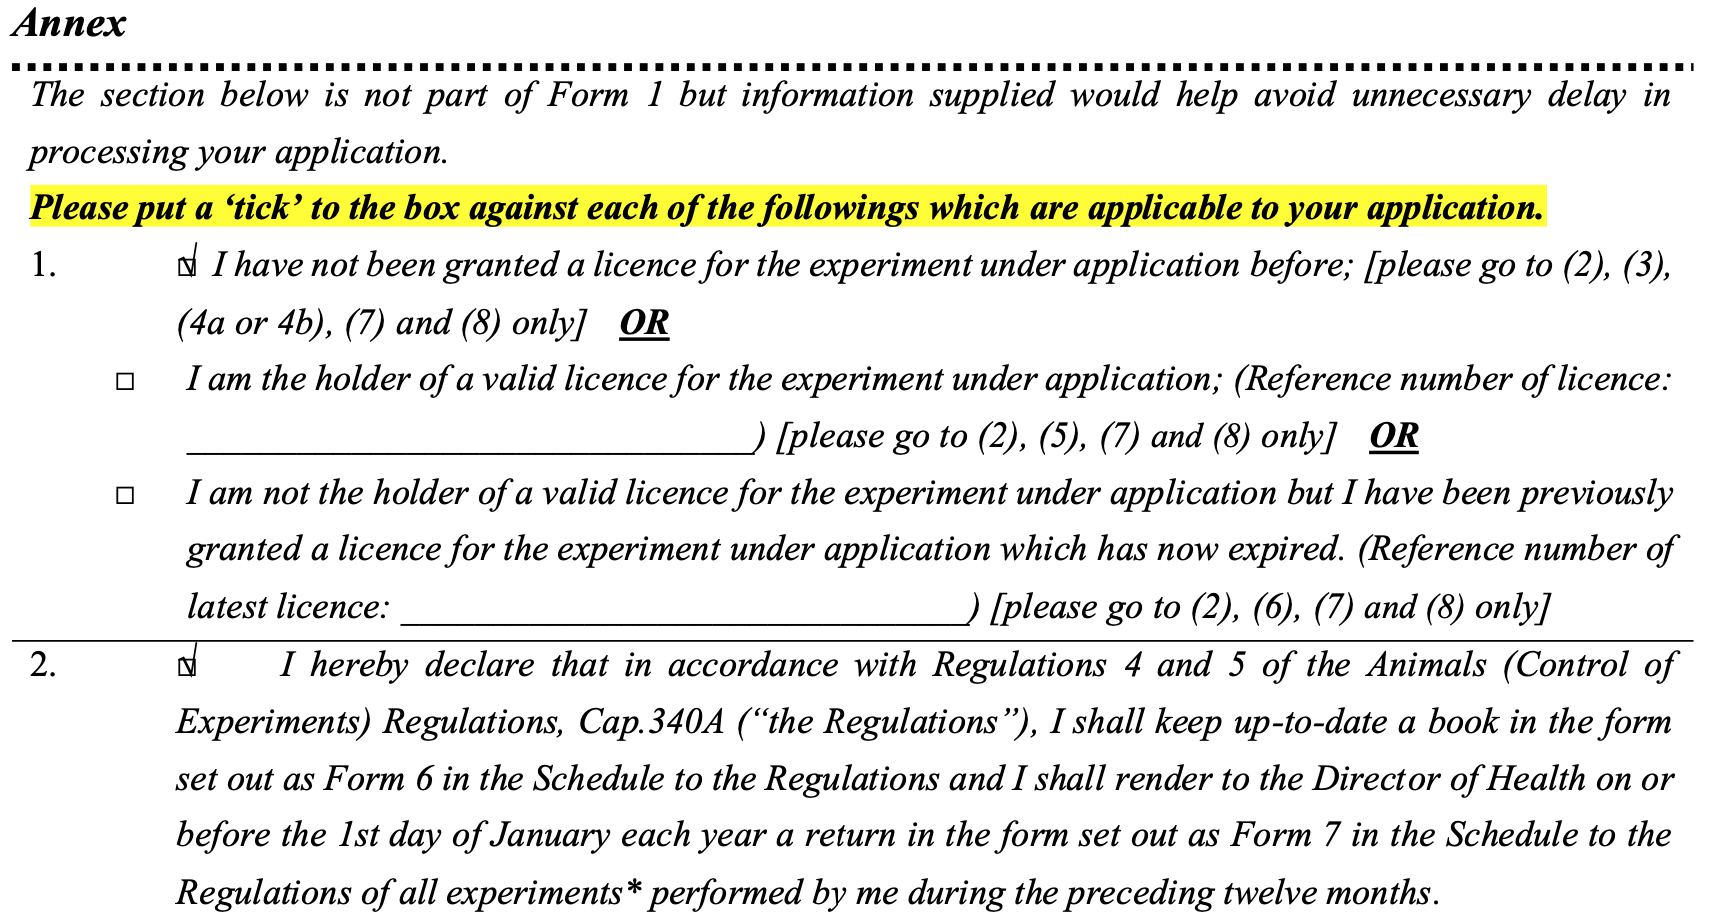 Annex
The section below is not part of Form 1 but information supplied would help avoid unnecessary delay in
processing your application.
Please put a ‘tick’ to the box against each of the followings which are applicable to your application.
1. ☑ I have not been granted a licence for the experiment under application before; [please go to (2), (3),
(4a or 4b), (7) and (8) only] OR
□ I am the holder of a valid licence for the experiment under application; (Reference number of licence:
__________________________________) [please go to (2), (5), (7) and (8) only] OR
□ I am not the holder of a valid licence for the experiment under application but I have been previously
granted a licence for the experiment under application which has now expired. (Reference number of
latest licence: __________________________________) [please go to (2), (6), (7) and (8) only]
2. ☑ I hereby declare that in accordance with Regulations 4 and 5 of the Animals (Control of
Experiments) Regulations, Cap.340A (“the Regulations”), I shall keep up-to-date a book in the form
set out as Form 6 in the Schedule to the Regulations and I shall render to the Director of Health on or
before the 1st day of January each year a return in the form set out as Form 7 in the Schedule to the
Regulations of all experiments* performed by me during the preceding twelve months.